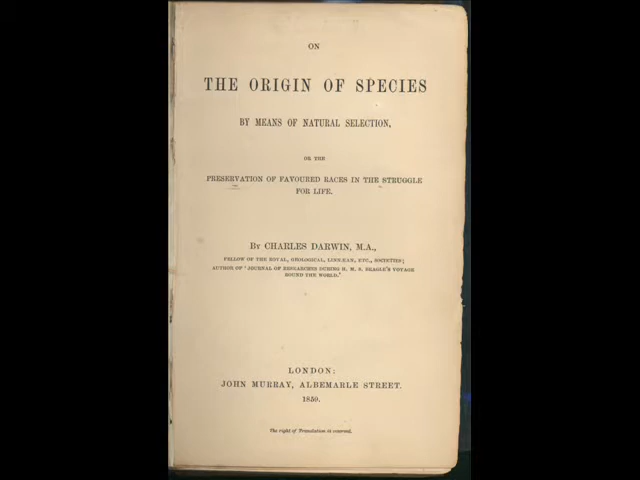 ON
THE ORIGIN OF SPECIES
BY MEANS OF NATURAL SELECTION,
OR THE
PRESERVATION OF FAVOURED RACES IN THE STRUGGLE
FOR LIFE.
BY CHARLES DARWIN, M.A.,
FELLOW OF THE ROYAL, GEOLOGICAL, LINNÆAN, ETC., SOCIETIES;
AUTHOR OF 'JOURNAL OF RESEARCHES DURING H. M. S. BEAGLE'S VOYAGE
ROUND THE WORLD.'
LONDON:
JOHN MURRAY, ALBEMARLE STREET.
1859.
The right of Translation is reserved.